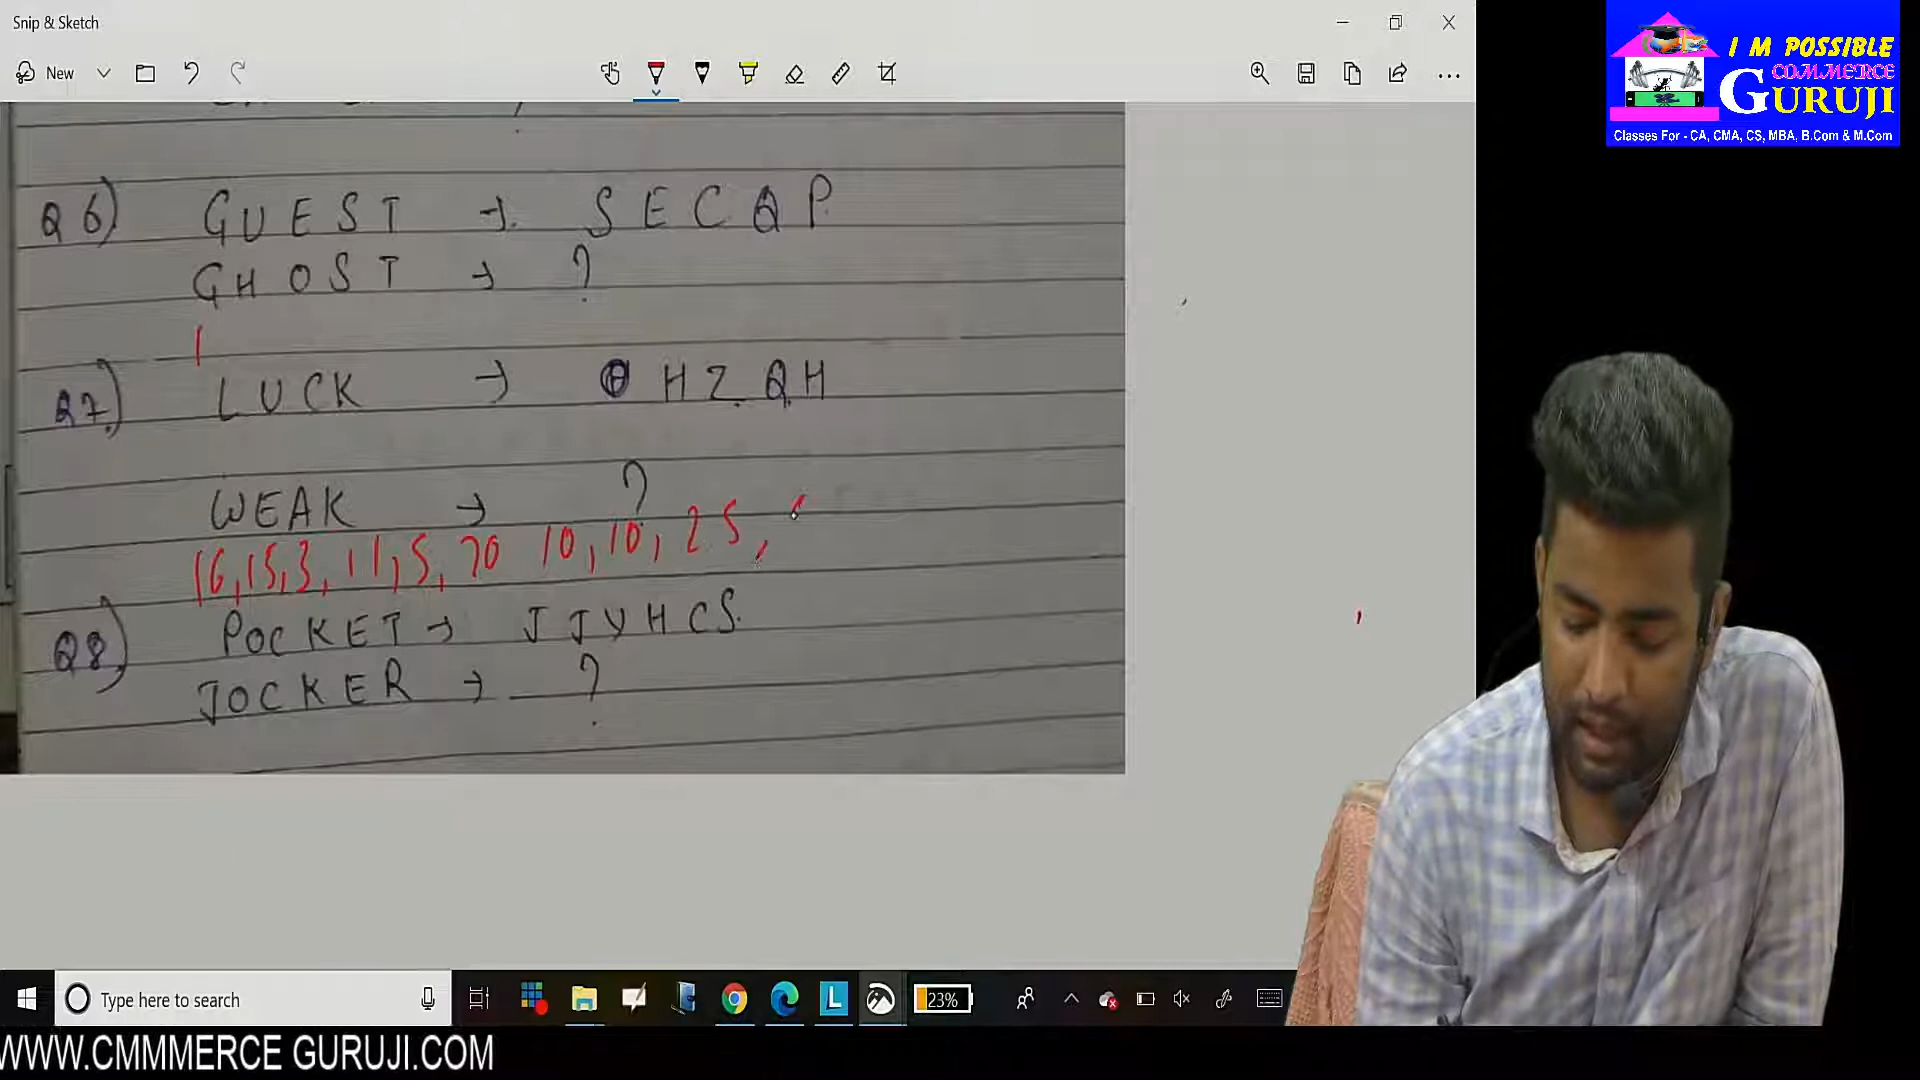 Snip & Sketch
New
I M POSSIBLE
COMMERCE
GURUJI
Classes For - CA, CMA, CS, MBA, B.Com & M.Com
Q6) GUEST → SECQP
GHOST → ?
Q7.) LUCK → HZQH
WEAK → ?
16,15,3,11,5,20 10,10,25,
Q8) POCKET → JJYHCS.
JOCKER → ?
Type here to search
23%
WWW.CMMMERCE GURUJI.COM